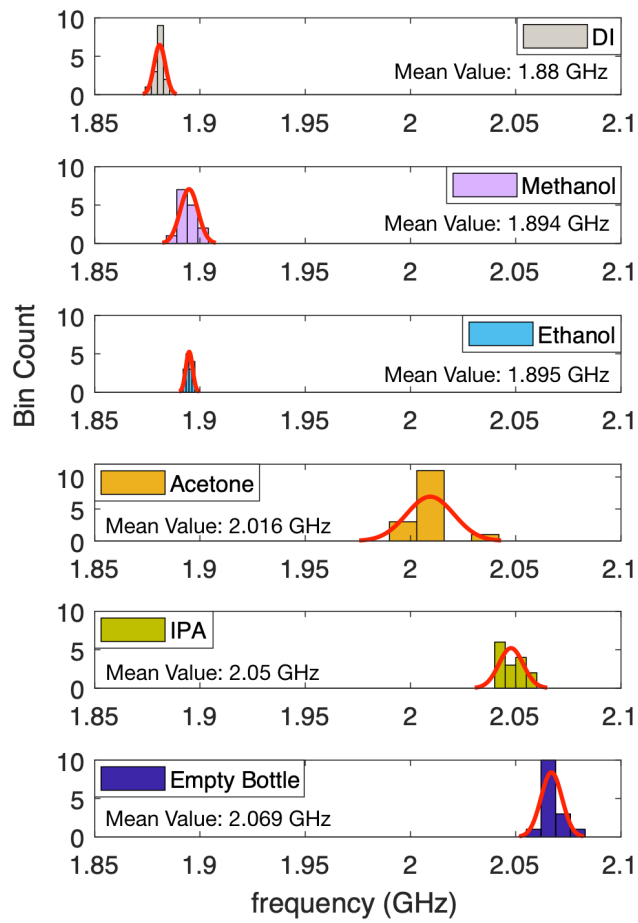 10
DI
5
Mean Value: 1.88 GHz
0
1.85 1.9 1.95 2 2.05 2.1
10
Methanol
5
Mean Value: 1.894 GHz
0
1.85 1.9 1.95 2 2.05 2.1
10
Ethanol
5
Mean Value: 1.895 GHz
0
1.85 1.9 1.95 2 2.05 2.1
Bin Count
10
Acetone
5
Mean Value: 2.016 GHz
0
1.85 1.9 1.95 2 2.05 2.1
10
IPA
5
Mean Value: 2.05 GHz
0
1.85 1.9 1.95 2 2.05 2.1
10
Empty Bottle
5
Mean Value: 2.069 GHz
0
1.85 1.9 1.95 2 2.05 2.1
frequency (GHz)